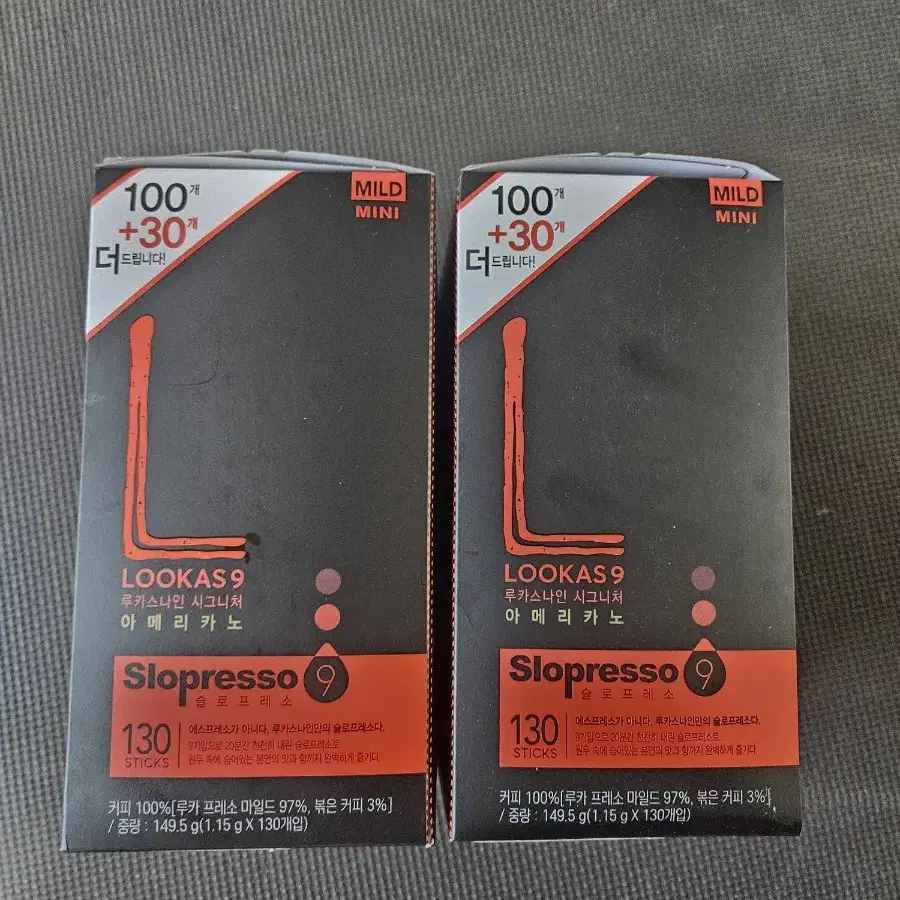 100개
+30개
더드립니다!
MILD
MINI
LOOKAS 9
루카스나인 시그니처
아메리카노
Slopresso 9
슬로프레소
130
STICKS
에스프레소가 아니다. 루카스나인만의 슬로프레소다.
9기압으로 20분간 천천히 내린 슬로프레소로
원두 속에 숨어있는 본연의 맛과 향까지 완벽하게 즐기다.
커피 100%[루카 프레소 마일드 97%, 볶은 커피 3%]
/ 중량 : 149.5 g(1.15 g X 130개입)
100개
+30개
더드립니다!
MILD
MINI
LOOKAS 9
루카스나인 시그니처
아메리카노
Slopresso 9
슬로프레소
130
STICKS
에스프레소가 아니다. 루카스나인만의 슬로프레소다.
9기압으로 20분간 천천히 내린 슬로프레소로
원두 속에 숨어있는 본연의 맛과 향까지 완벽하게 즐기다.
커피 100%[루카 프레소 마일드 97%, 볶은 커피 3%]
/ 중량 : 149.5 g(1.15 g X 130개입)